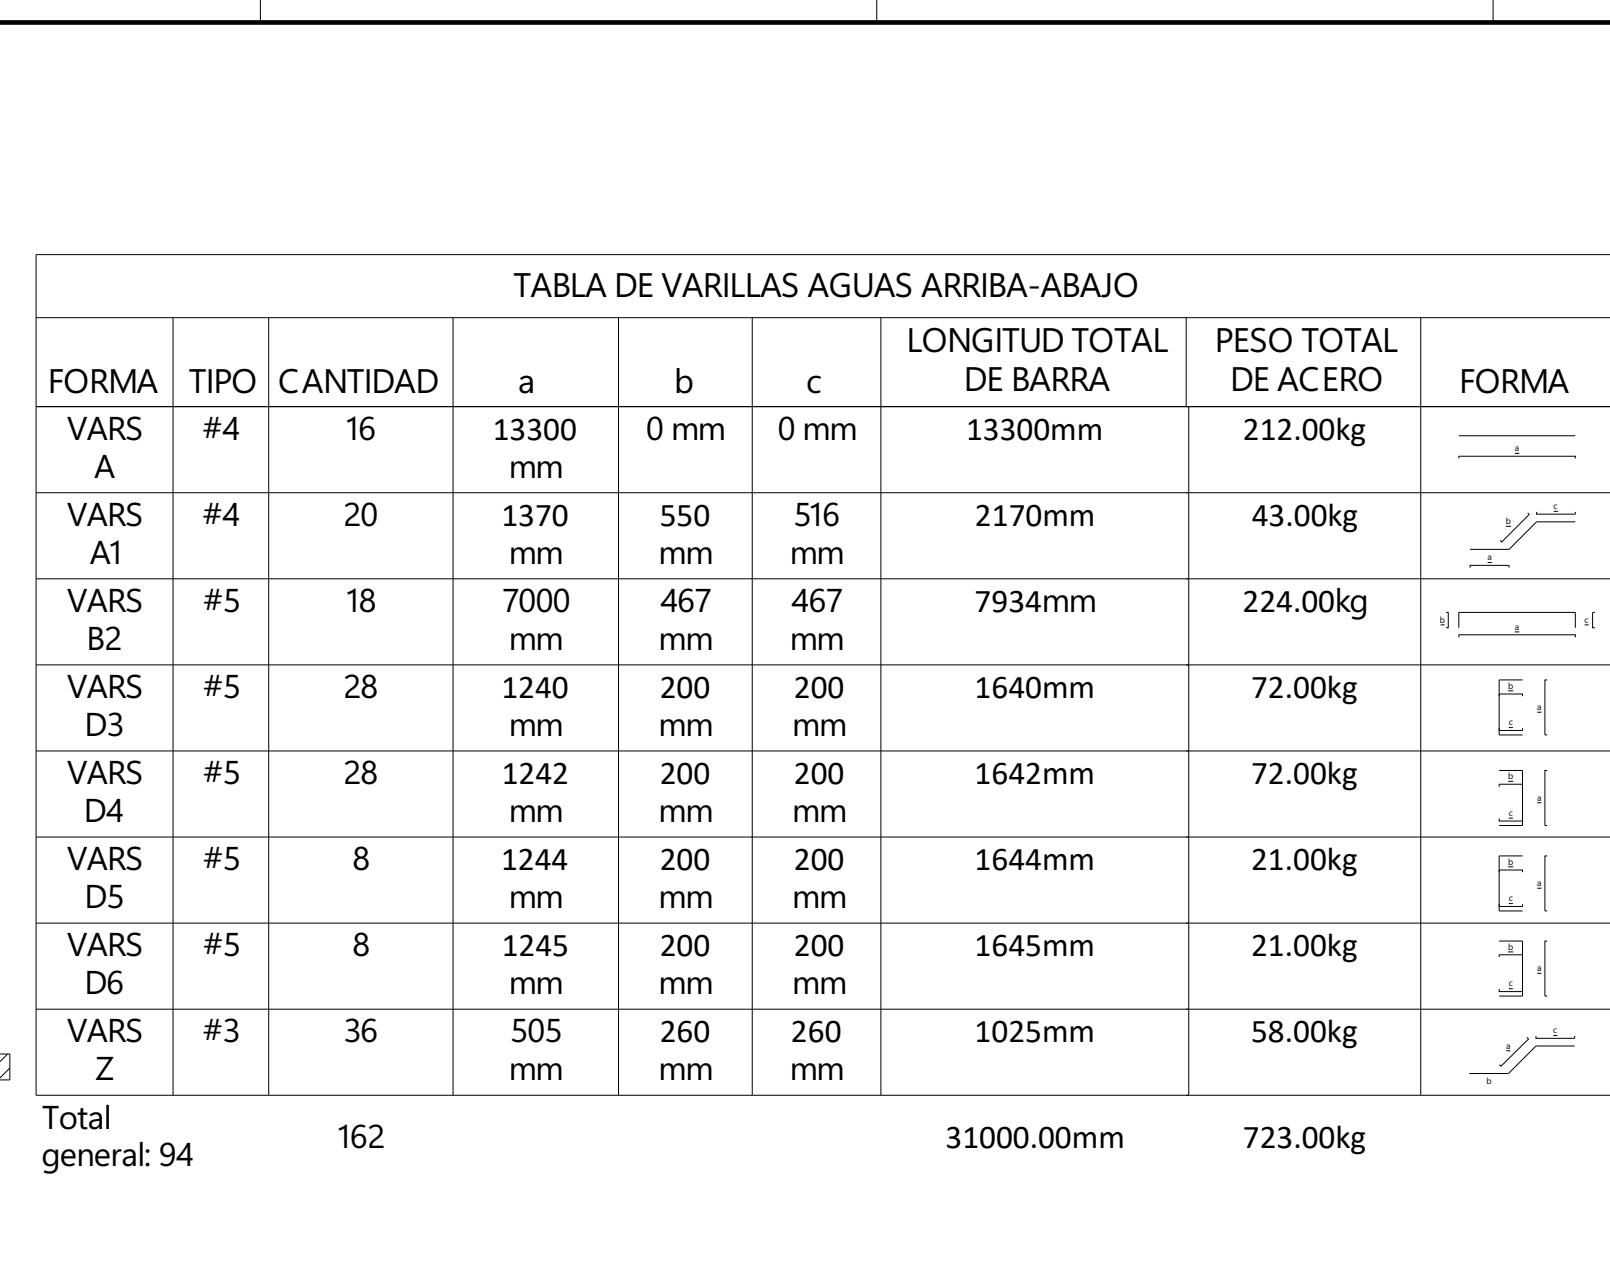 TABLA DE VARILLAS AGUAS ARRIBA-ABAJO
FORMA TIPO CANTIDAD a b c LONGITUD TOTAL DE BARRA PESO TOTAL DE ACERO FORMA
VARS A #4 16 13300 mm 0 mm 0 mm 13300mm 212.00kg a
VARS A1 #4 20 1370 mm 550 mm 516 mm 2170mm 43.00kg a b c
VARS B2 #5 18 7000 mm 467 mm 467 mm 7934mm 224.00kg b a c
VARS D3 #5 28 1240 mm 200 mm 200 mm 1640mm 72.00kg b c a
VARS D4 #5 28 1242 mm 200 mm 200 mm 1642mm 72.00kg b c a
VARS D5 #5 8 1244 mm 200 mm 200 mm 1644mm 21.00kg b c a
VARS D6 #5 8 1245 mm 200 mm 200 mm 1645mm 21.00kg b c a
VARS Z #3 36 505 mm 260 mm 260 mm 1025mm 58.00kg b a c
Total general: 94 162 31000.00mm 723.00kg